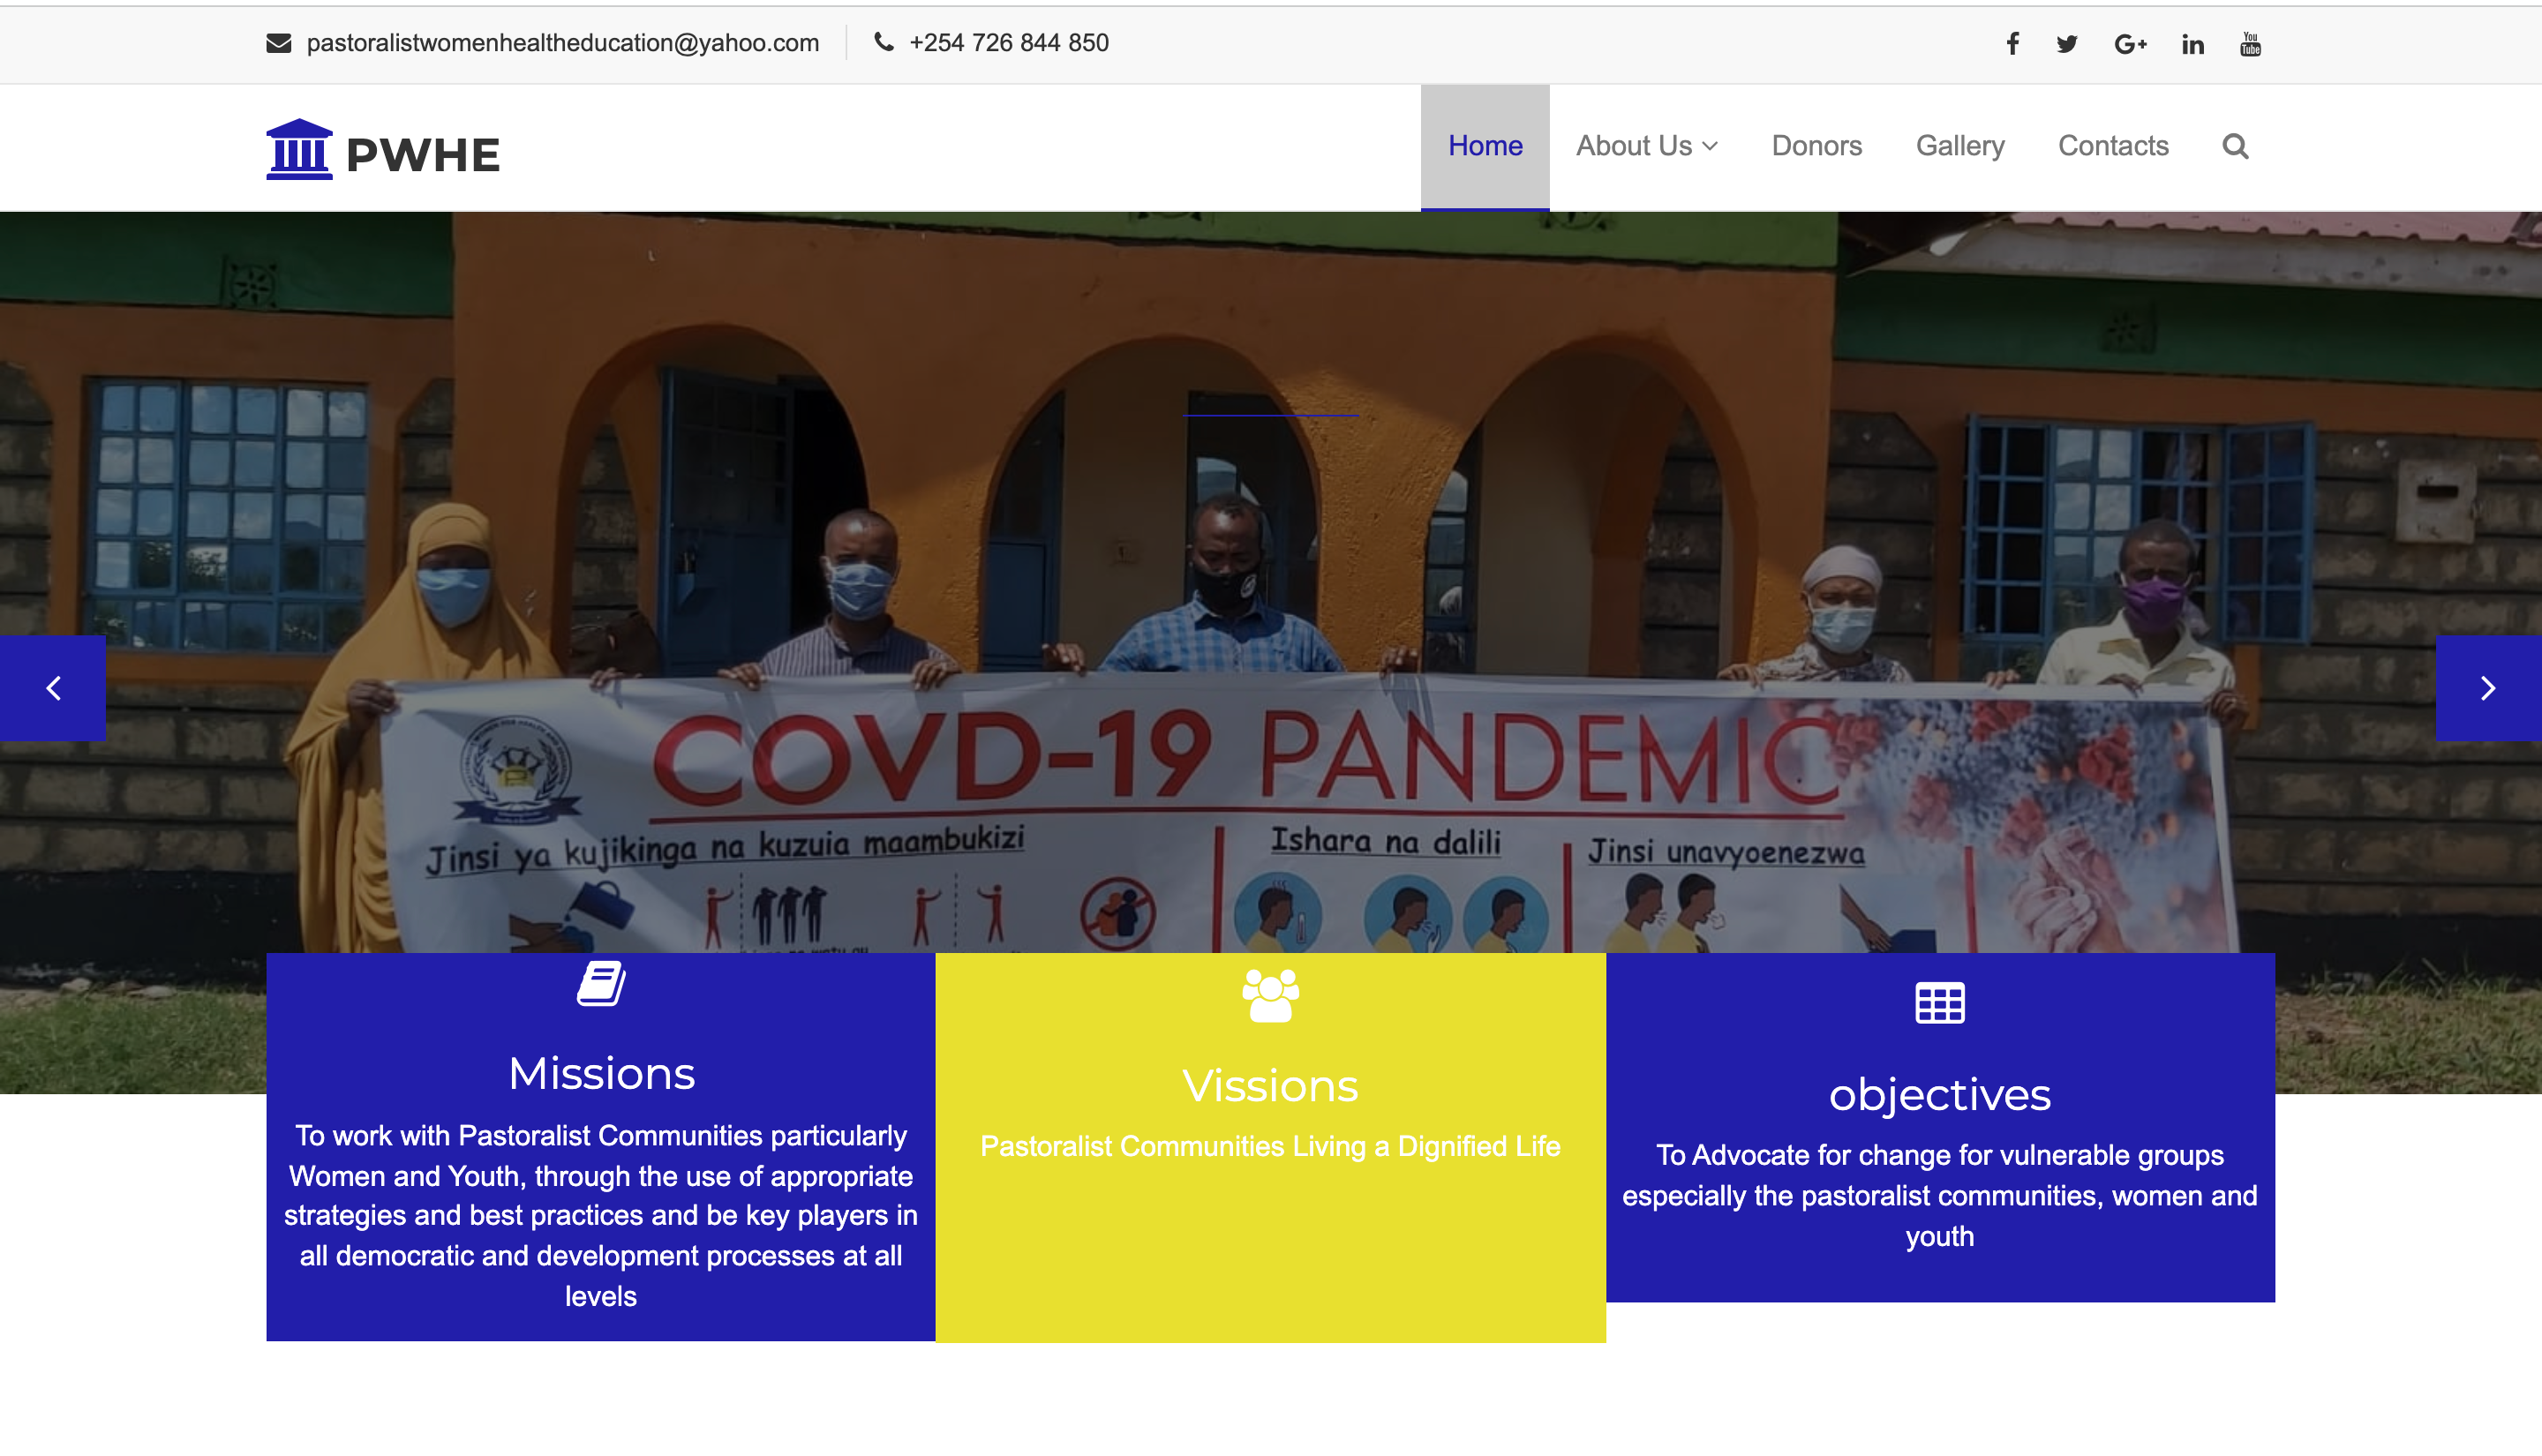 pastoralistwomenhealtheducation@yahoo.com
+254 726 844 850
You
Tube
PWHE
Home
About Us
Donors
Gallery
Contacts
COVD-19 PANDEMIC
Jinsi ya kujikinga na kuzuia maambukizi
Ishara na dalili
Jinsi unavyoenezwa
Missions
To work with Pastoralist Communities particularly
Women and Youth, through the use of appropriate
strategies and best practices and be key players in
all democratic and development processes at all
levels
Vissions
Pastoralist Communities Living a Dignified Life
objectives
To Advocate for change for vulnerable groups
especially the pastoralist communities, women and
youth